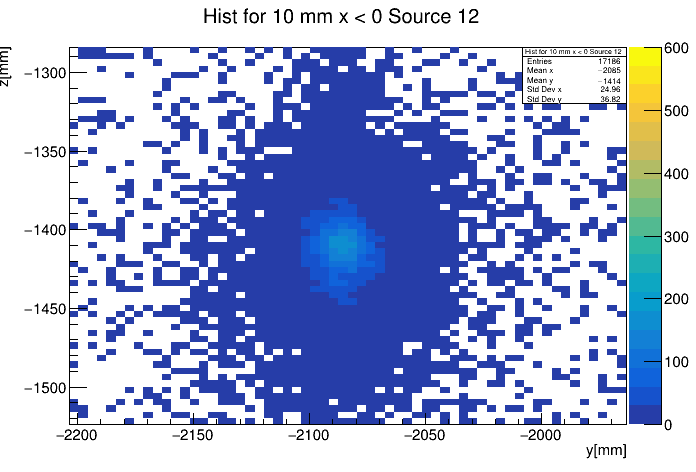 Hist for 10 mm x < 0 Source 12
z[mm]
Hist for 10 mm x < 0 Source 12
Entries 17186
Mean x −2085
Mean y −1414
Std Dev x 24.96
Std Dev y 36.82
−1300
−1350
−1400
−1450
−1500
−2200 −2150 −2100 −2050 −2000
y[mm]
600
500
400
300
200
100
0